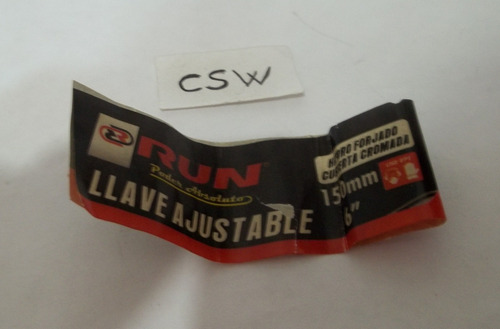 CSW
RUN
Poder Absoluto
LLAVE AJUSTABLE
HIERRO FORJADO
CUBIERTA CROMADA
150mm
6"